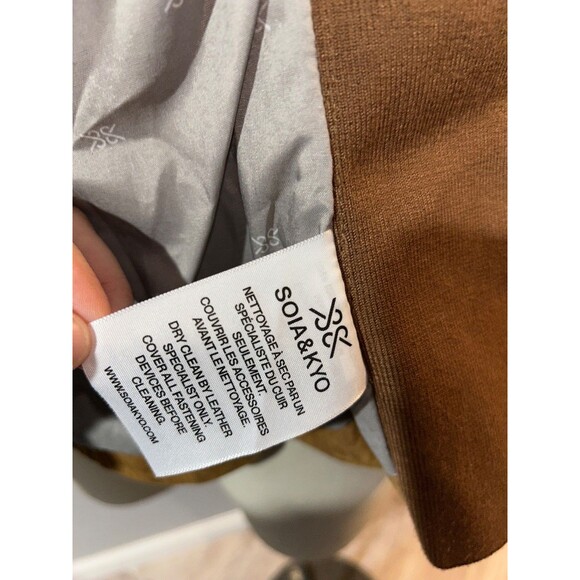 SOIA&KYO
NETTOYAGE À SEC PAR UN
SPÉCIALISTE DU CUIR
SEULEMENT.
COUVRIR LES ACCESSOIRES
AVANT LE NETTOYAGE.
DRY CLEAN BY LEATHER
SPECIALIST ONLY.
COVER ALL FASTENING
DEVICES BEFORE
CLEANING.
WWW.SOIAKYO.COM